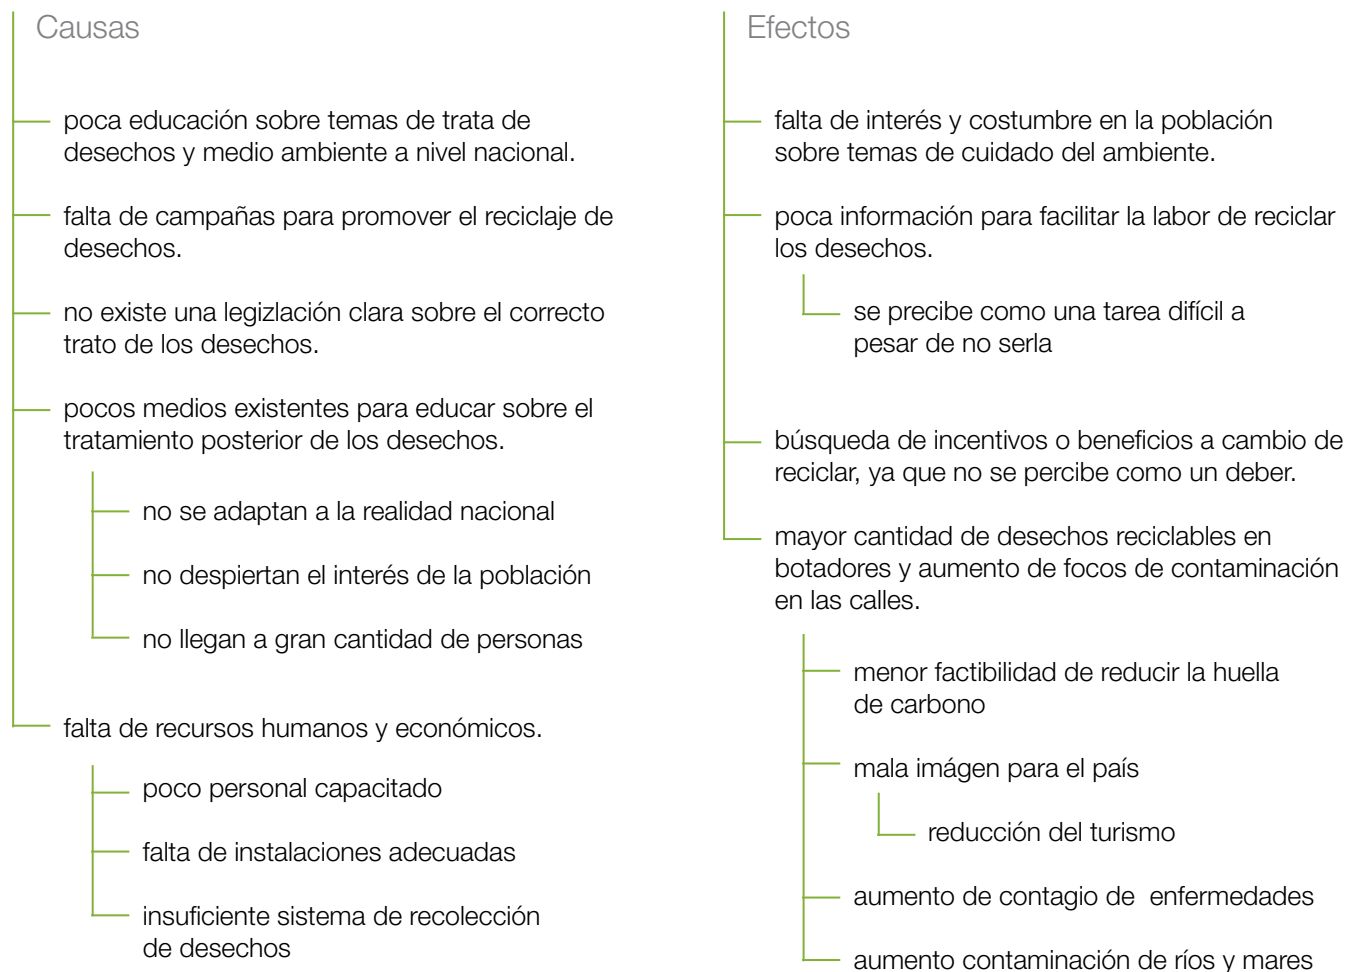 Causas
poca educación sobre temas de trata de
desechos y medio ambiente a nivel nacional.
falta de campañas para promover el reciclaje de
desechos.
no existe una legizlación clara sobre el correcto
trato de los desechos.
pocos medios existentes para educar sobre el
tratamiento posterior de los desechos.
no se adaptan a la realidad nacional
no despiertan el interés de la población
no llegan a gran cantidad de personas
falta de recursos humanos y económicos.
poco personal capacitado
falta de instalaciones adecuadas
insuficiente sistema de recolección
de desechos
Efectos
falta de interés y costumbre en la población
sobre temas de cuidado del ambiente.
poca información para facilitar la labor de reciclar
los desechos.
se precibe como una tarea difícil a
pesar de no serla
búsqueda de incentivos o beneficios a cambio de
reciclar, ya que no se percibe como un deber.
mayor cantidad de desechos reciclables en
botadores y aumento de focos de contaminación
en las calles.
menor factibilidad de reducir la huella
de carbono
mala imágen para el país
reducción del turismo
aumento de contagio de  enfermedades
aumento contaminación de ríos y mares